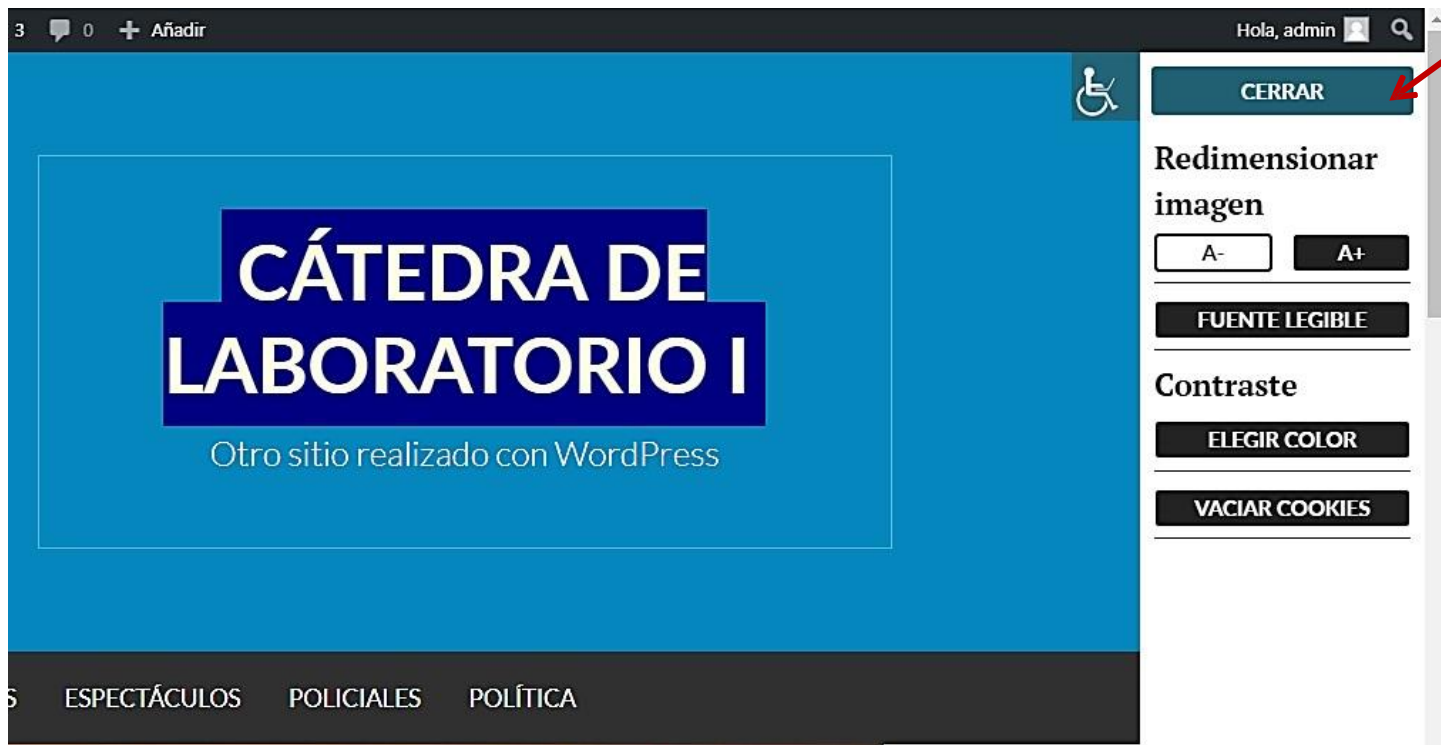 3 0 + Añadir Hola, admin
CERRAR
Redimensionar
imagen
A- A+
FUENTE LEGIBLE
Contraste
ELEGIR COLOR
VACIAR COOKIES
CÁTEDRA DE
LABORATORIO I
Otro sitio realizado con WordPress
S ESPECTÁCULOS POLICIALES POLÍTICA